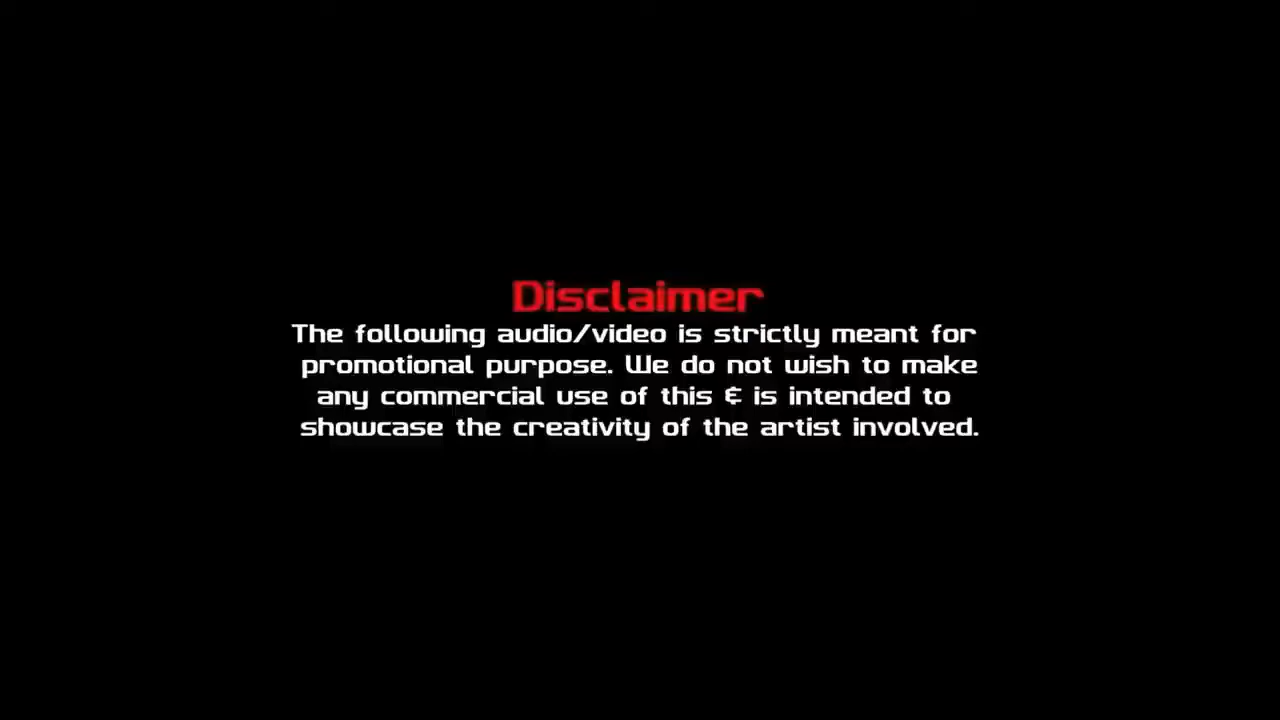 Disclaimer
The following audio/video is strictly meant for
promotional purpose. We do not wish to make
any commercial use of this & is intended to
showcase the creativity of the artist involved.